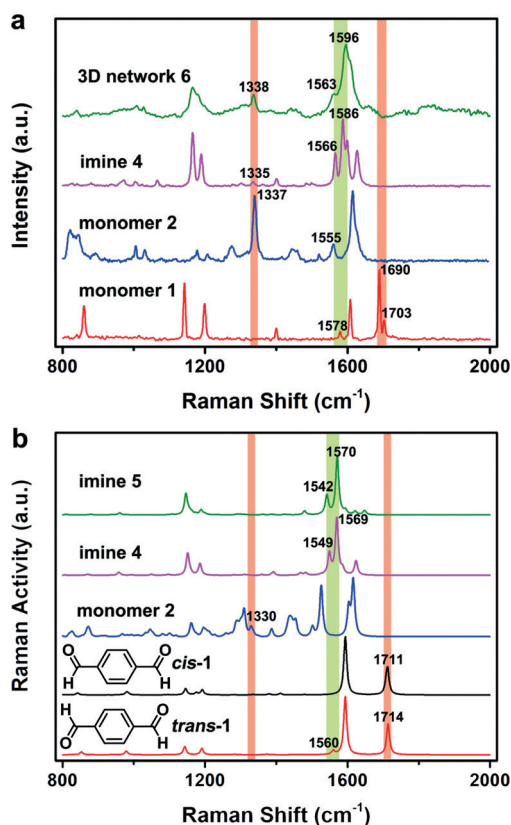 a
3D network 6
1338
1563
1596
imine 4
1335
1566
1586
monomer 2
1337
1555
monomer 1
1578
1690
1703
Intensity (a.u.)
800 1200 1600 2000
Raman Shift (cm⁻¹)
b
imine 5
1542
1570
imine 4
1549
1569
monomer 2
1330
O H H O cis-1
1711
H O O H trans-1
1560
1714
Raman Activity (a.u.)
800 1200 1600 2000
Raman Shift (cm⁻¹)